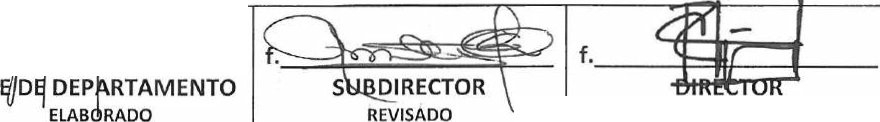 f. f.
E DE DEPARTAMENTO SUBDIRECTOR DIRECTOR
ELABORADO REVISADO